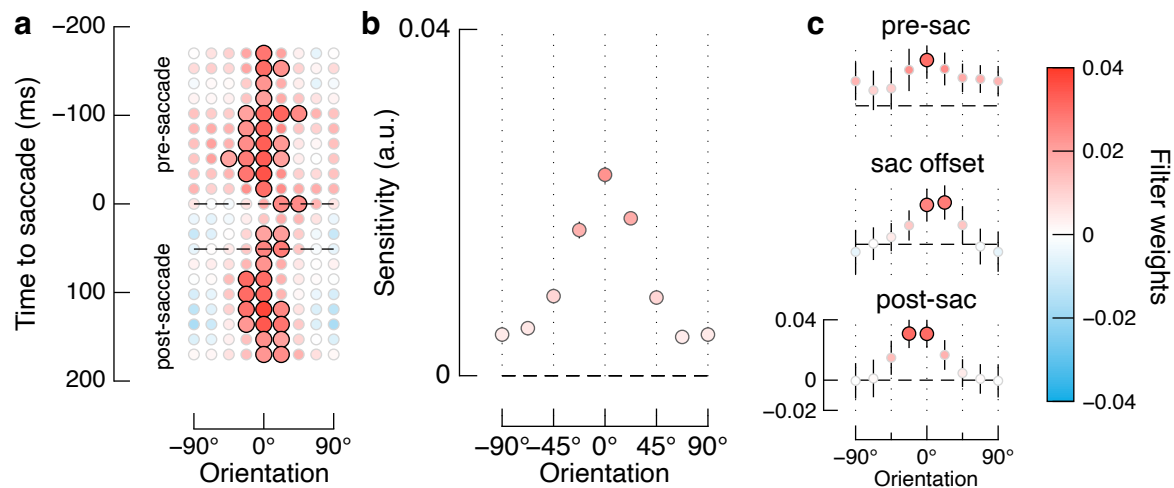 a
Time to saccade (ms)
−200
−100
0
100
200
pre-saccade
post-saccade
−90°
0°
90°
Orientation
b
Sensitivity (a.u.)
0.04
0
−90°
−45°
0°
45°
90°
Orientation
c
pre-sac
sac offset
post-sac
0.04
0
−0.02
−90°
0°
90°
Orientation
0.04
0.02
0
−0.02
−0.04
Filter weights